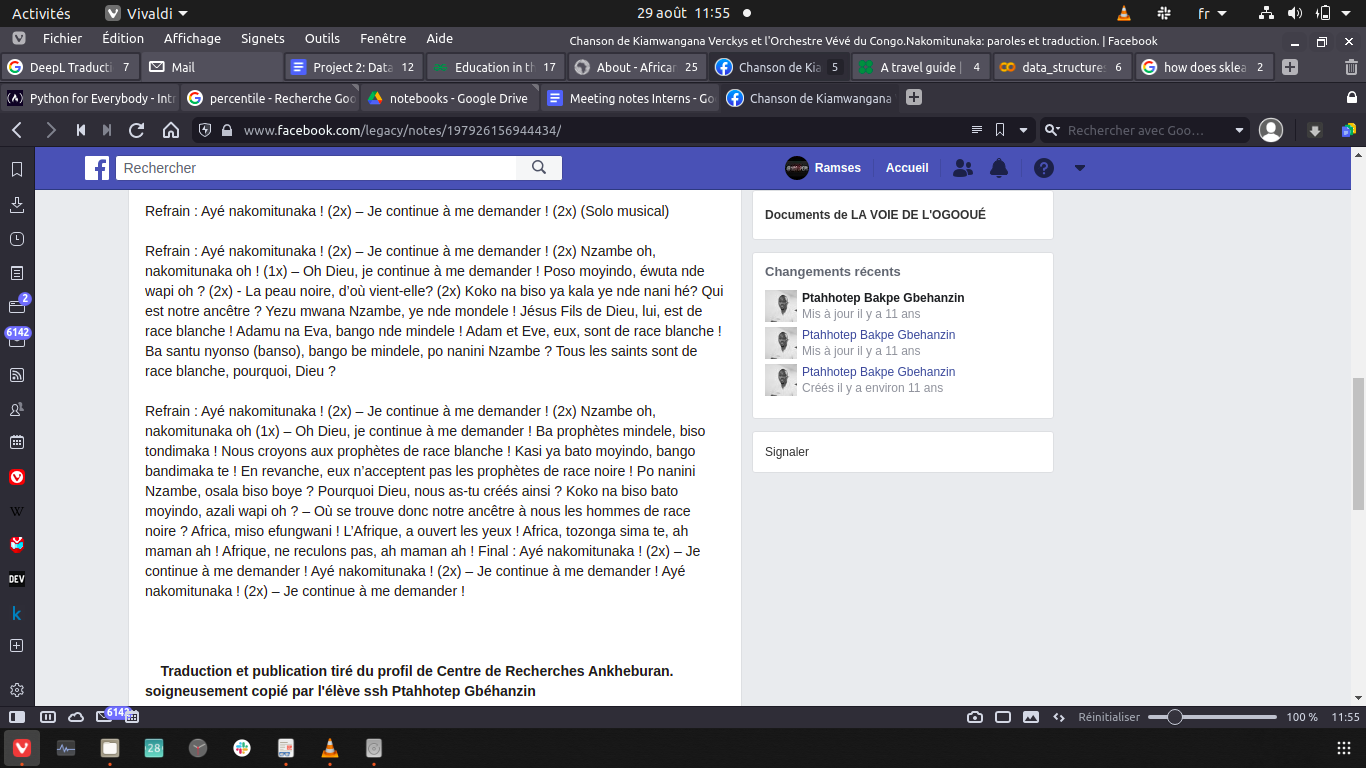 Activités
Vivaldi
29 août 11:55
fr
Fichier Édition Affichage Signets Outils Fenêtre Aide
Chanson de Kiamwangana Verckys et l'Orchestre Vévé du Congo.Nakomitunaka: paroles et traduction. | Facebook
DeepL Traducti 7
Mail
Project 2: Data 12
Education in th 17
About - African 25
Chanson de Kia 5
A travel guide | 4
data_structure: 6
how does sklea 2
Python for Everybody - Intr
percentile - Recherche Goo
notebooks - Google Drive
Meeting notes Interns - Go
Chanson de Kiamwangana
www.facebook.com/legacy/notes/197926156944434/
Rechercher avec Goo…
Rechercher
Ramses
Accueil
Refrain : Ayé nakomitunaka ! (2x) – Je continue à me demander ! (2x) (Solo musical)
Refrain : Ayé nakomitunaka ! (2x) – Je continue à me demander ! (2x) Nzambe oh,
nakomitunaka oh ! (1x) – Oh Dieu, je continue à me demander ! Poso moyindo, éwuta nde
wapi oh ? (2x) - La peau noire, d'où vient-elle? (2x) Koko na biso ya kala ye nde nani hé? Qui
est notre ancêtre ? Yezu mwana Nzambe, ye nde mondele ! Jésus Fils de Dieu, lui, est de
race blanche ! Adamu na Eva, bango nde mindele ! Adam et Eve, eux, sont de race blanche !
Ba santu nyonso (banso), bango be mindele, po nanini Nzambe ? Tous les saints sont de
race blanche, pourquoi, Dieu ?
Refrain : Ayé nakomitunaka ! (2x) – Je continue à me demander ! (2x) Nzambe oh,
nakomitunaka oh (1x) – Oh Dieu, je continue à me demander ! Ba prophètes mindele, biso
tondimaka ! Nous croyons aux prophètes de race blanche ! Kasi ya bato moyindo, bango
bandimaka te ! En revanche, eux n'acceptent pas les prophètes de race noire ! Po nanini
Nzambe, osala biso boye ? Pourquoi Dieu, nous as-tu créés ainsi ? Koko na biso bato
moyindo, azali wapi oh ? – Où se trouve donc notre ancêtre à nous les hommes de race
noire ? Africa, miso efungwani ! L'Afrique, a ouvert les yeux ! Africa, tozonga sima te, ah
maman ah ! Afrique, ne reculons pas, ah maman ah ! Final : Ayé nakomitunaka ! (2x) – Je
continue à me demander ! Ayé nakomitunaka ! (2x) – Je continue à me demander ! Ayé
nakomitunaka ! (2x) – Je continue à me demander !
Traduction et publication tiré du profil de Centre de Recherches Ankheburan.
soigneusement copié par l'élève ssh Ptahhotep Gbéhanzin
Documents de LA VOIE DE L'OGOOUÉ
Changements récents
Ptahhotep Bakpe Gbehanzin
Mis à jour il y a 11 ans
Ptahhotep Bakpe Gbehanzin
Mis à jour il y a 11 ans
Ptahhotep Bakpe Gbehanzin
Créés il y a environ 11 ans
Signaler
2
6142
W
DEV
k
6142
Réinitialiser
100 %
11:55
28